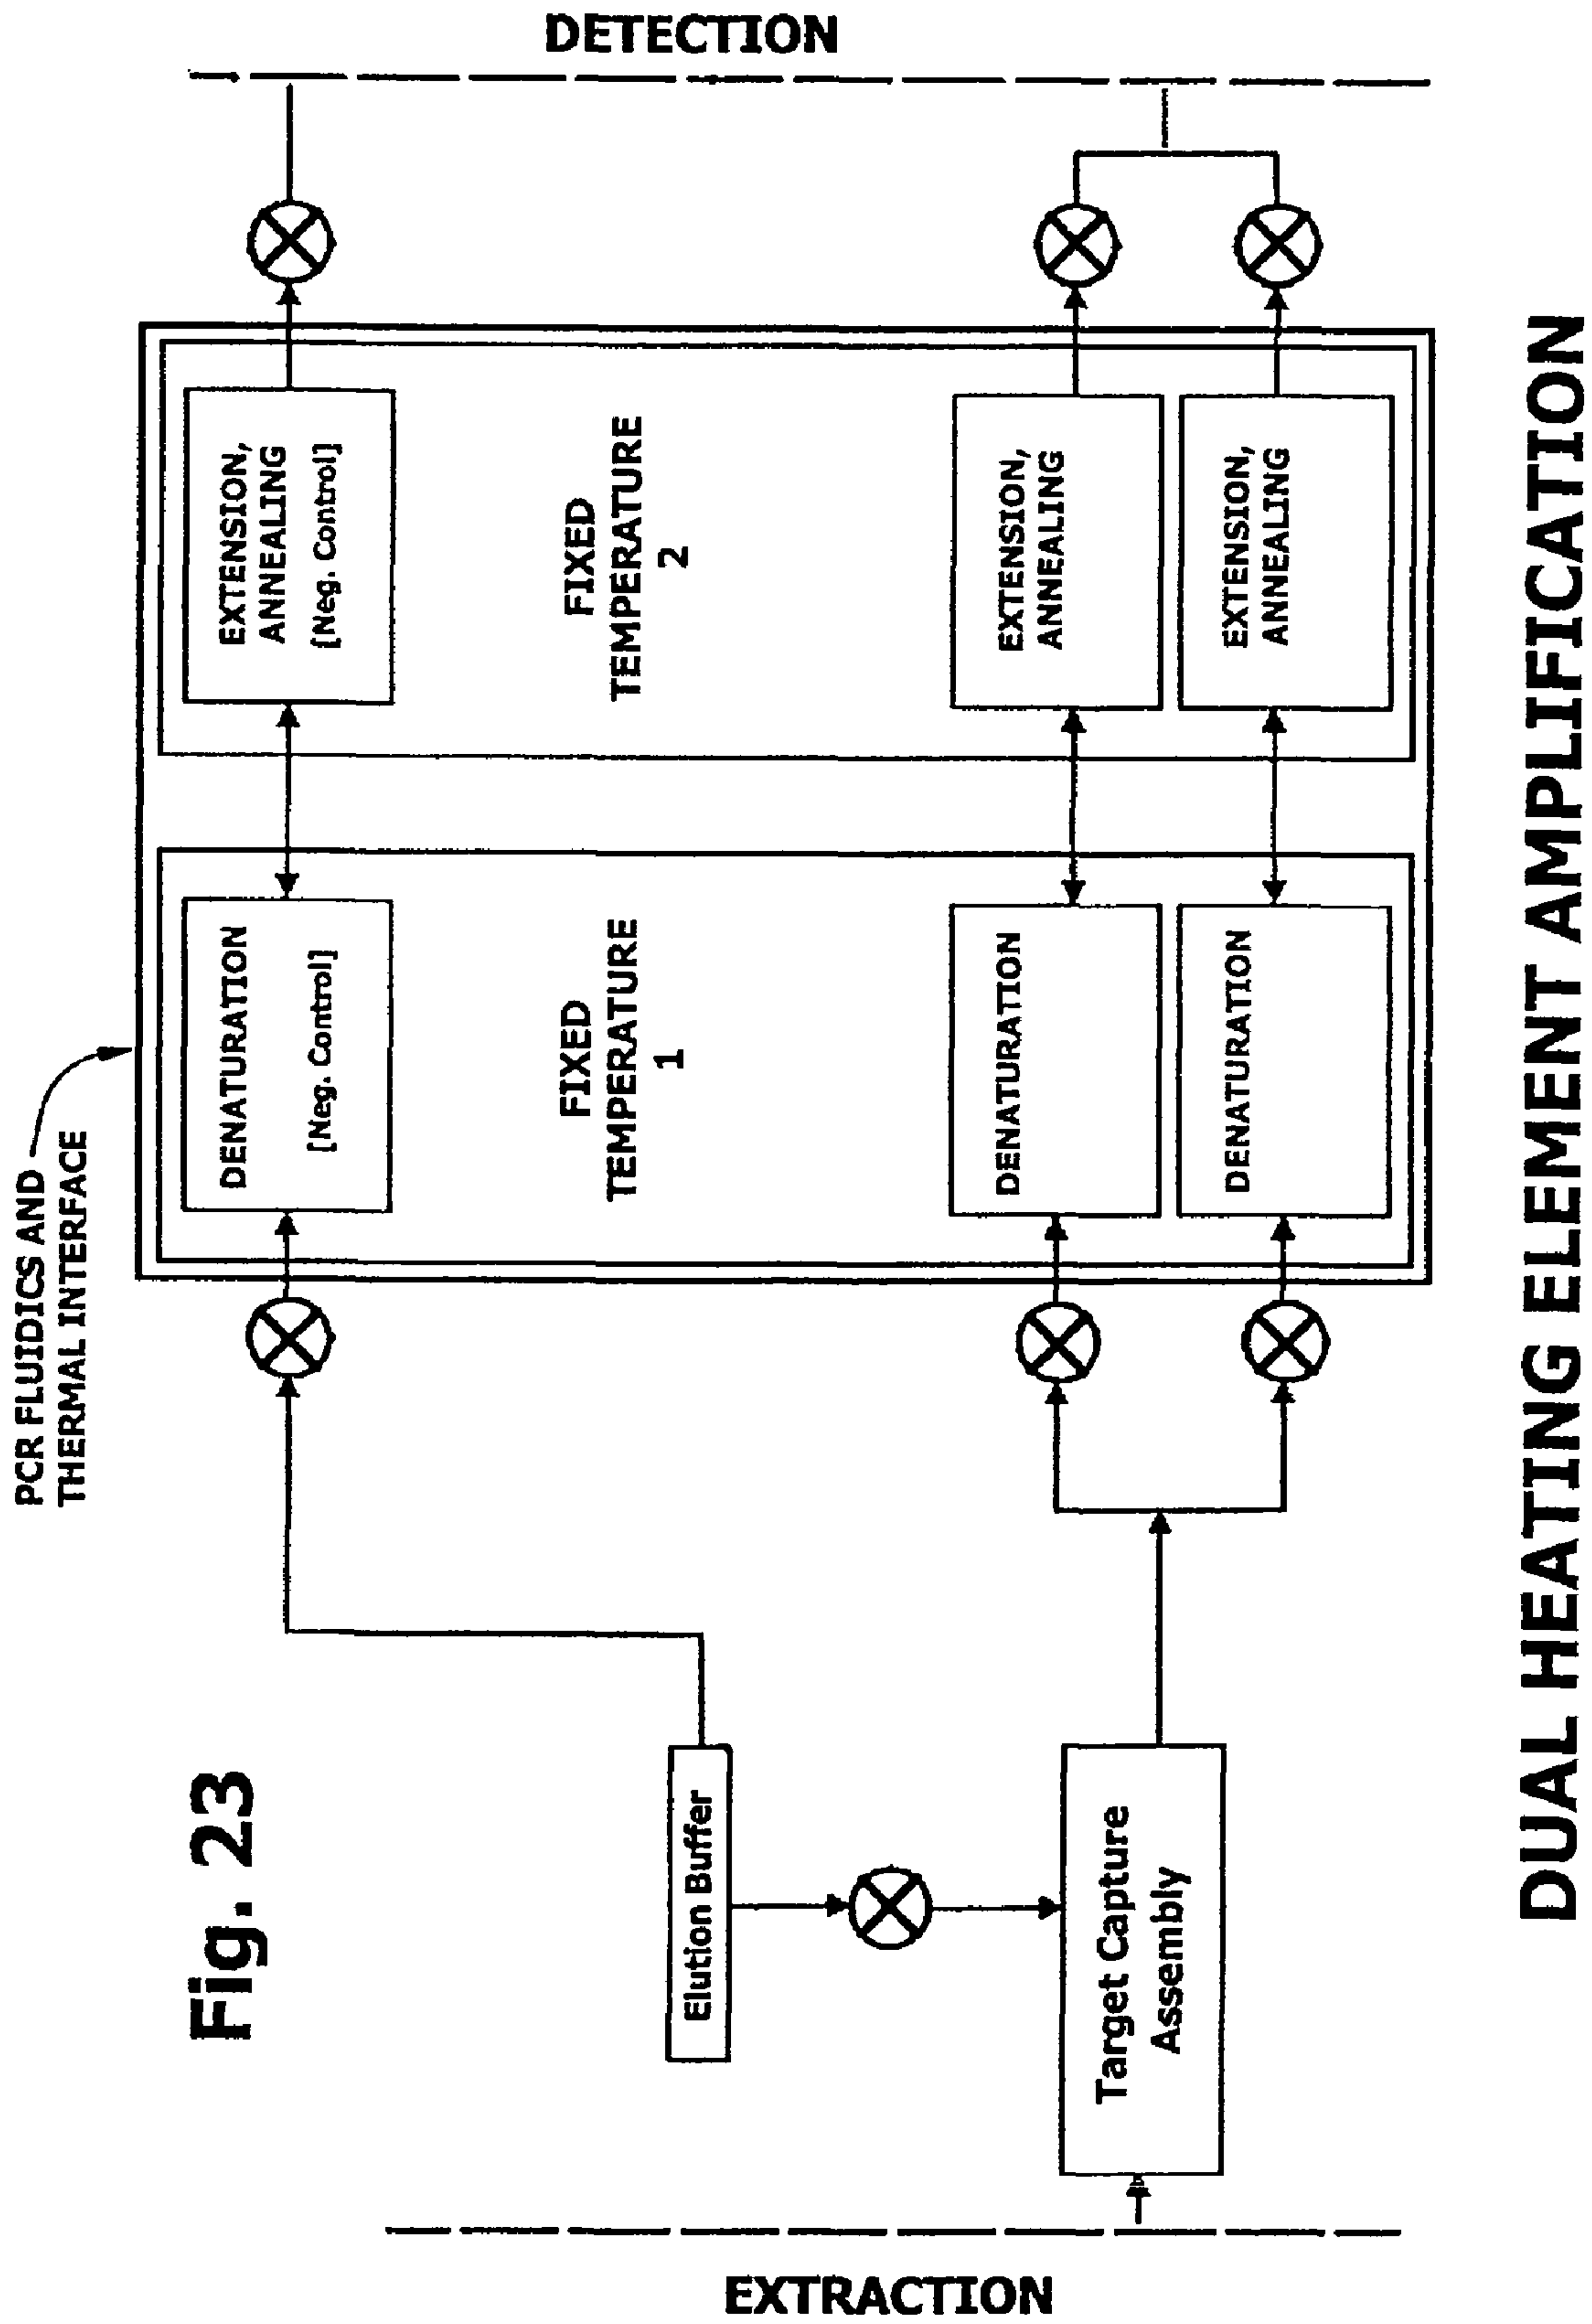 Fig. 23
PCR FLUIDICS AND
THERMAL INTERFACE
EXTRACTION
Elution Buffer
Target Capture
Assembly
DENATURATION
[Neg. Control]
FIXED
TEMPERATURE
1
DENATURATION
DENATURATION
EXTENSION,
ANNEALING
[Neg. Control]
FIXED
TEMPERATURE
2
EXTENSION,
ANNEALING
EXTENSION,
ANNEALING
DETECTION
DUAL HEATING ELEMENT AMPLIFICATION